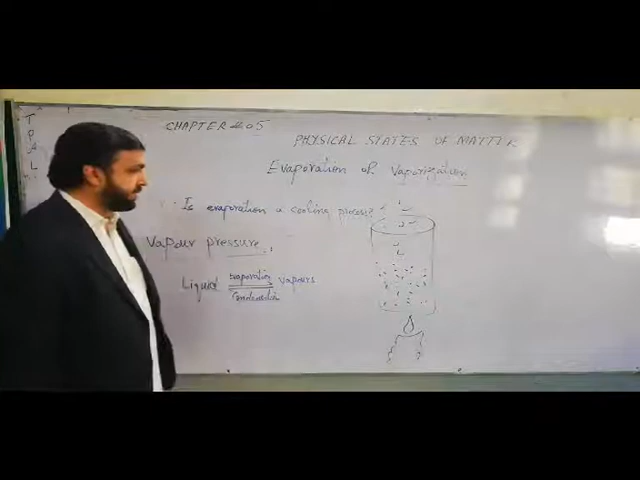 T
CHAPTER # 05
PHYSICAL STATES OF MATTER
Evaporation or Vaporization
Is evaporation a cooling process?
Vapour pressure
Liquid evaporation vapours
Condensation